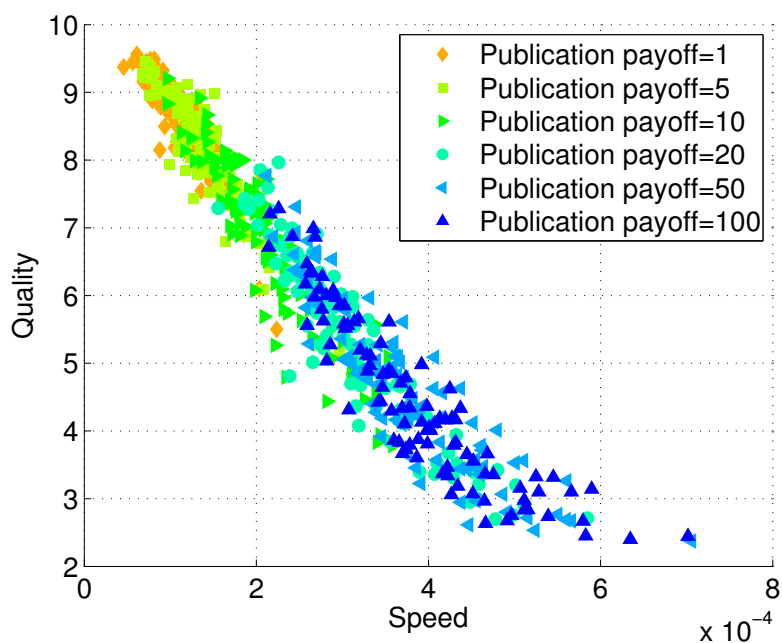 10
9
8
7
6
5
4
3
2
Quality
Publication payoff=1
Publication payoff=5
Publication payoff=10
Publication payoff=20
Publication payoff=50
Publication payoff=100
0 2 4 6 8
Speed
x 10⁻⁴